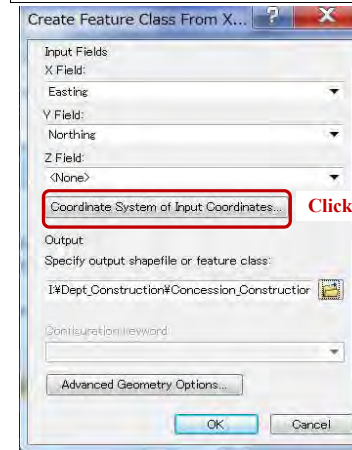 Create Feature Class From X...
Input Fields
X Field:
Easting
Y Field:
Northing
Z Field:
<None>
Coordinate System of Input Coordinates...
Click
Output
Specify output shapefile or feature class:
I¥Dept_Construction¥Concession_Constructior
Configuration keyword
Advanced Geometry Options...
OK
Cancel